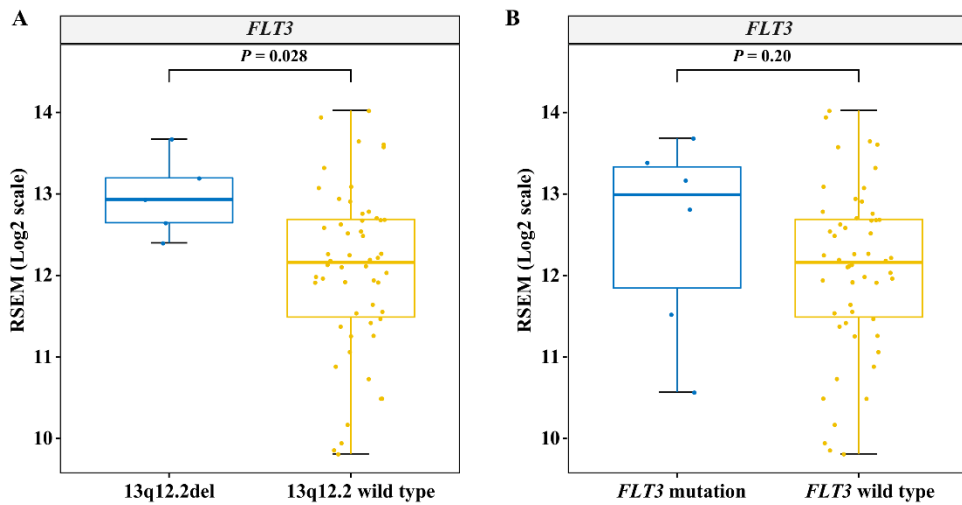 A
FLT3
P = 0.028
RSEM (Log2 scale)
14
13
12
11
10
13q12.2del
13q12.2 wild type
B
FLT3
P = 0.20
RSEM (Log2 scale)
14
13
12
11
10
FLT3 mutation
FLT3 wild type